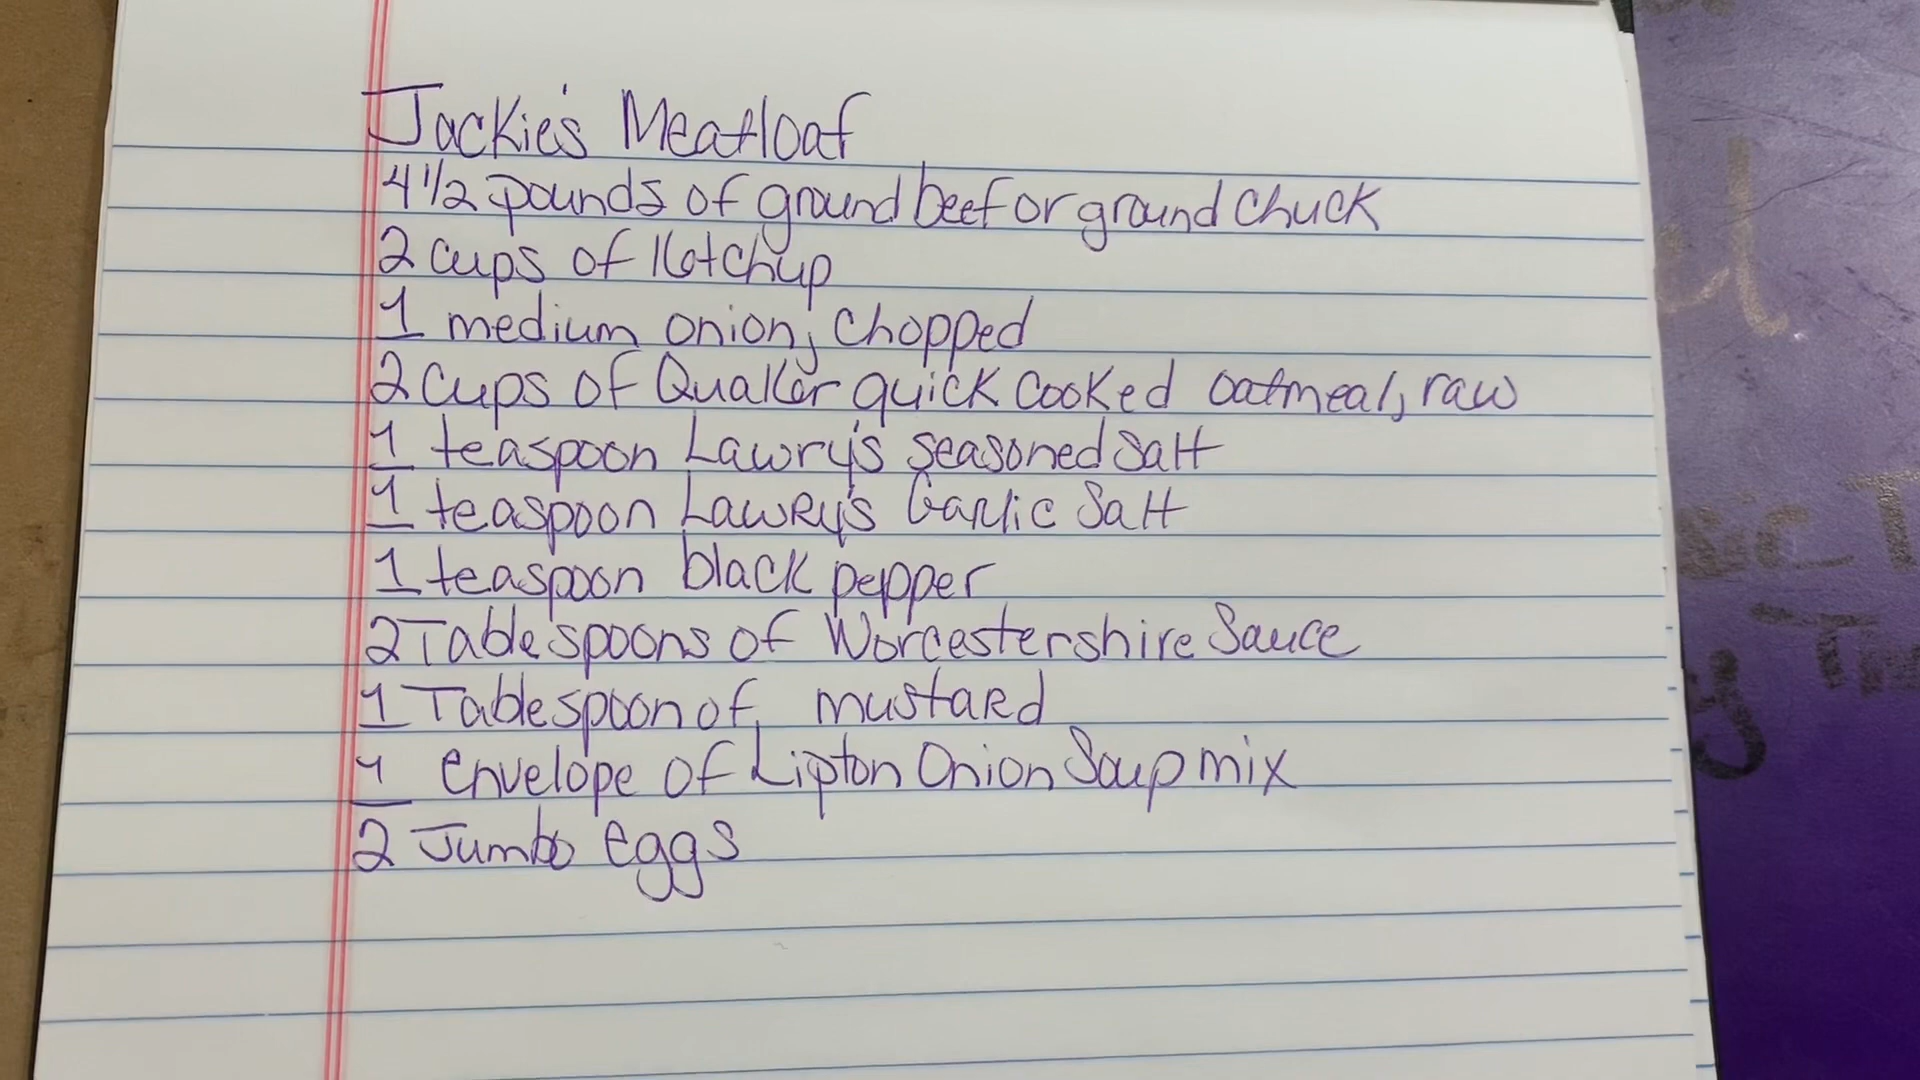 Jackie's Meatloaf
4 1/2 pounds of ground beef or ground chuck
2 cups of Ketchup
1 medium onion, chopped
2 cups of Quaker quick cooked oatmeal, raw
1 teaspoon Lawry's seasoned salt
1 teaspoon Lawry's Garlic Salt
1 teaspoon black pepper
2 Tablespoons of Worcestershire Sauce
1 Tablespoon of mustard
1 envelope of Lipton Onion Soup mix
2 Jumbo eggs